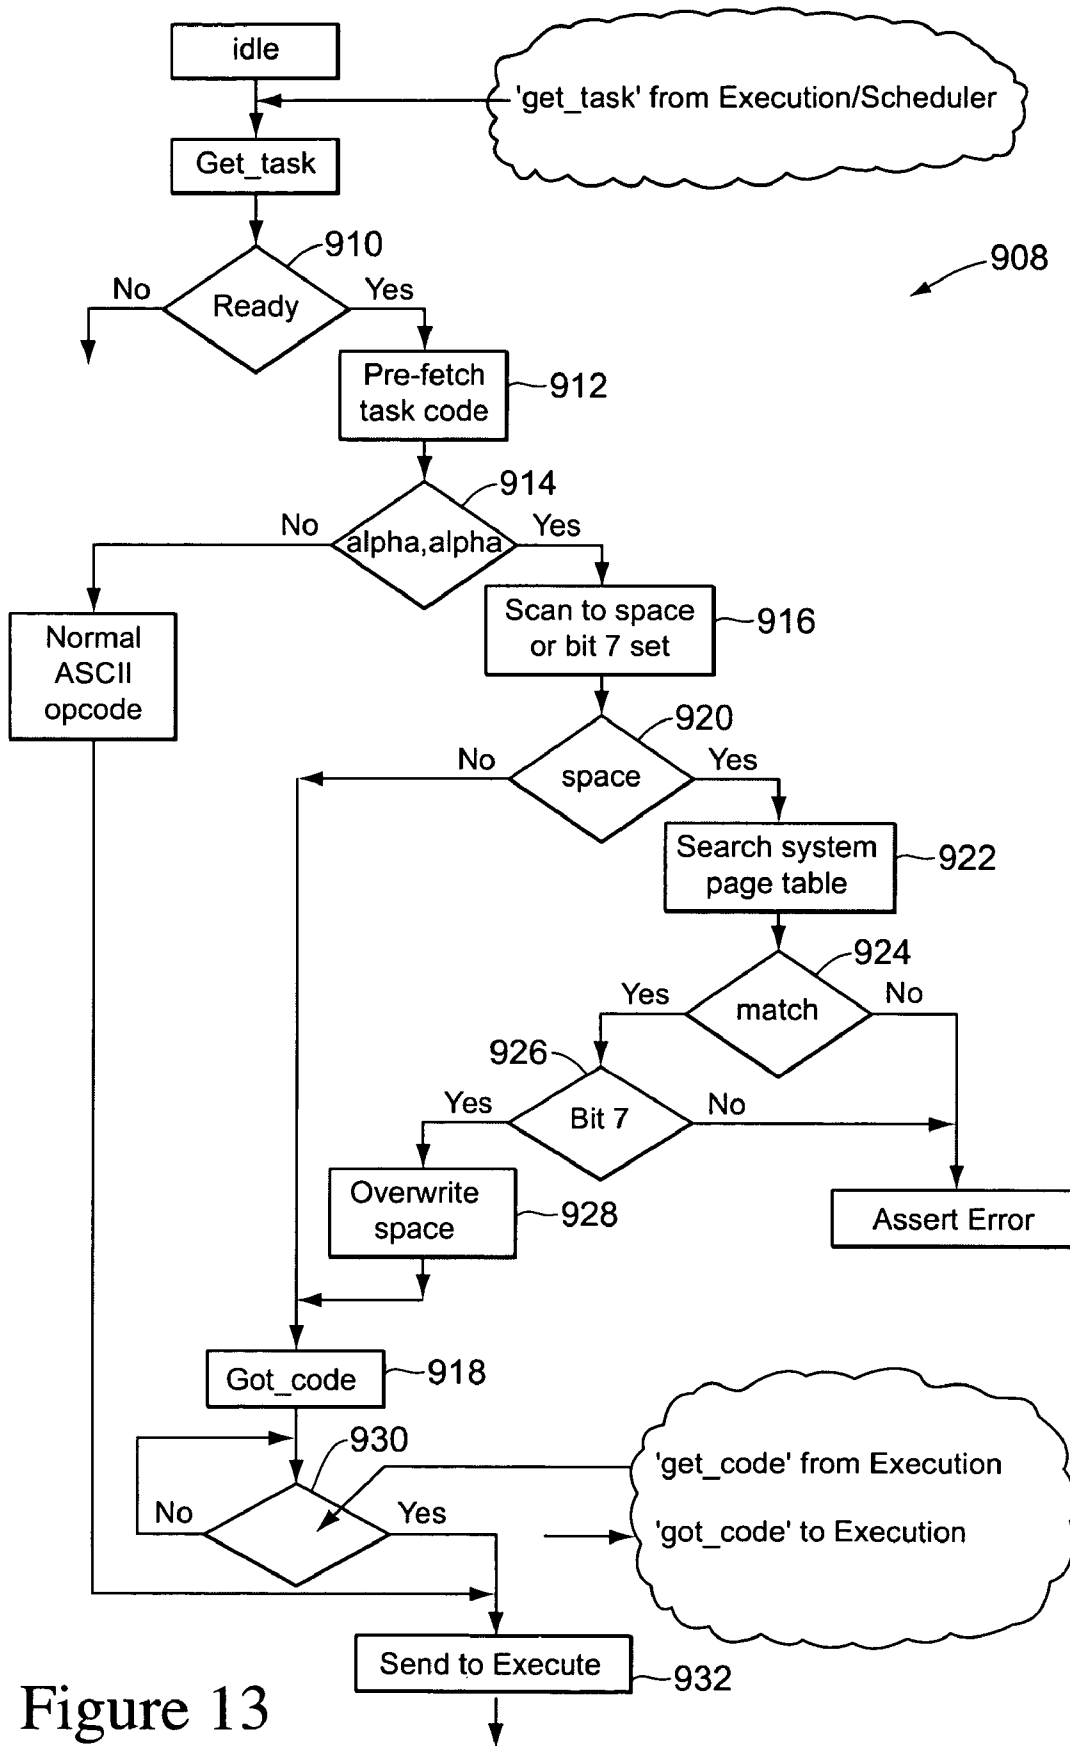 idle
'get_task' from Execution/Scheduler
Get_task
910
908
No
Ready
Yes
Pre-fetch
task code
912
914
No
alpha,alpha
Yes
Normal
ASCII
opcode
Scan to space
or bit 7 set
916
920
No
space
Yes
Search system
page table
922
924
Yes
match
No
926
Yes
Bit 7
No
Overwrite
space
928
Assert Error
Got_code
918
930
'get_code' from Execution
No
Yes
'got_code' to Execution
Send to Execute
932
Figure 13